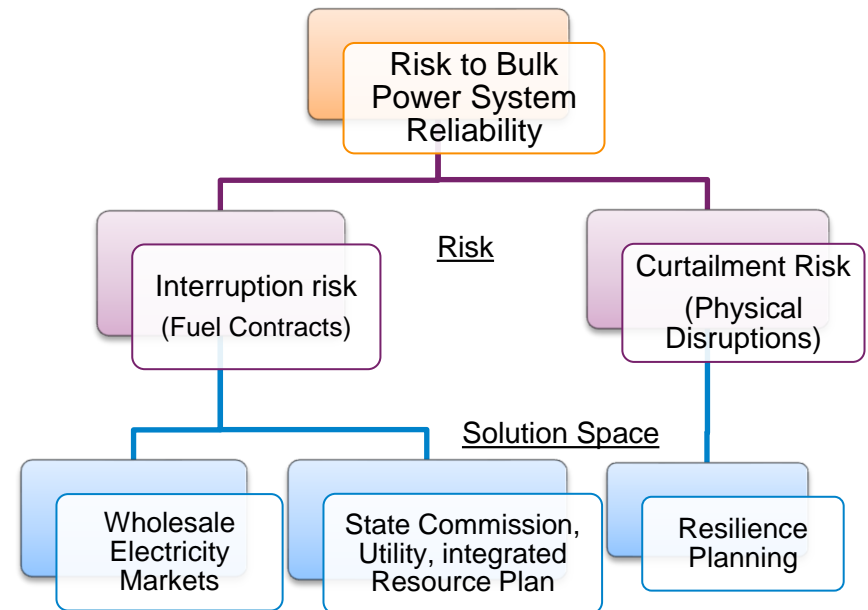 Risk to Bulk
Power System
Reliability
Risk
Interruption risk
(Fuel Contracts)
Curtailment Risk
(Physical
Disruptions)
Solution Space
Wholesale
Electricity
Markets
State Commission,
Utility, integrated
Resource Plan
Resilience
Planning